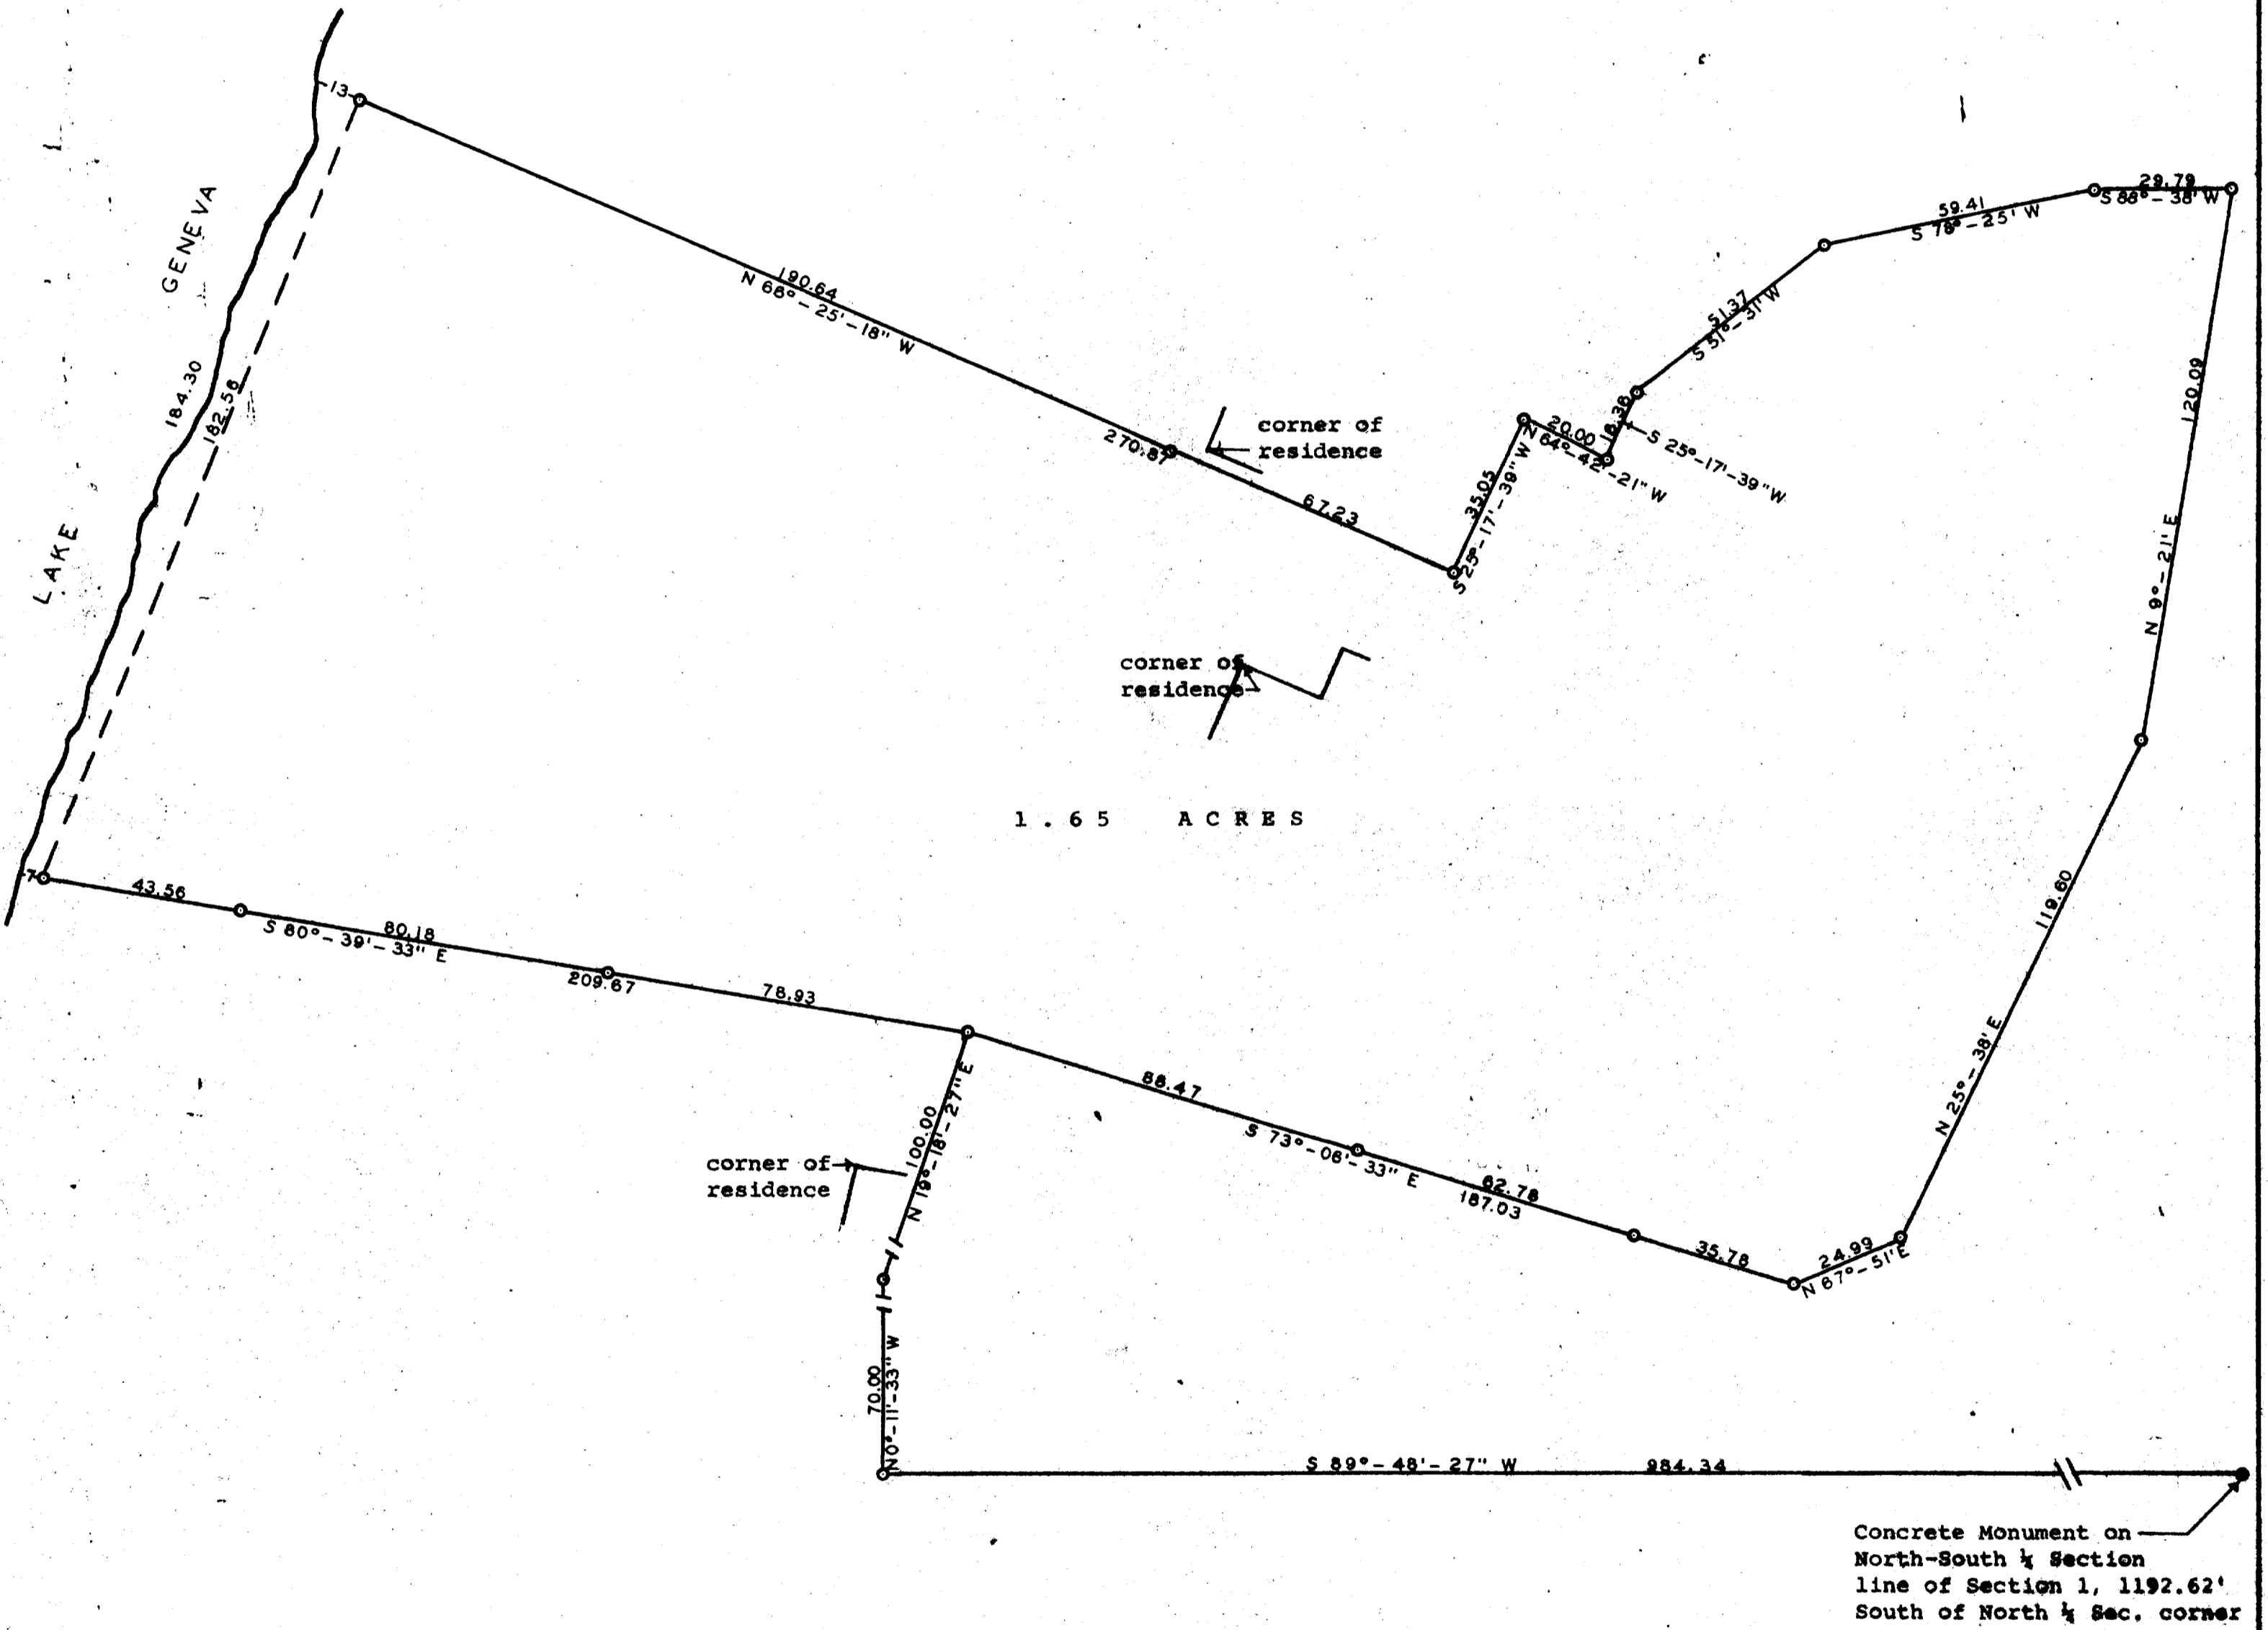 13
GENEVA
LAKE
184.30
182.56
190.64
N 68°-25'-18" W
270.87
67.23
corner of
residence
35.05
S 25°-17'-39" W
20.00
N 64°-42'-21" W
18.36
S 25°-17'-39" W
51.37
S 51°-31' W
59.41
S 78°-25' W
29.79
S 88°-38' W
120.09
N 9°-21' E
corner of
residence
1.65 ACRES
7
43.56
80.18
S 80°-39'-33" E
209.67
78.93
119.60
N 25°-38' E
88.47
S 73°-06'-33" E
62.78
187.03
35.78
24.99
N 67°-51' E
corner of
residence
100.00
N 19°-18'-27" E
70.00
N 0°-11'-33" W
S 89°-48'-27" W 984.34
Concrete Monument on
North-South ¼ Section
line of Section 1, 1192.62'
South of North ¼ Sec. corner